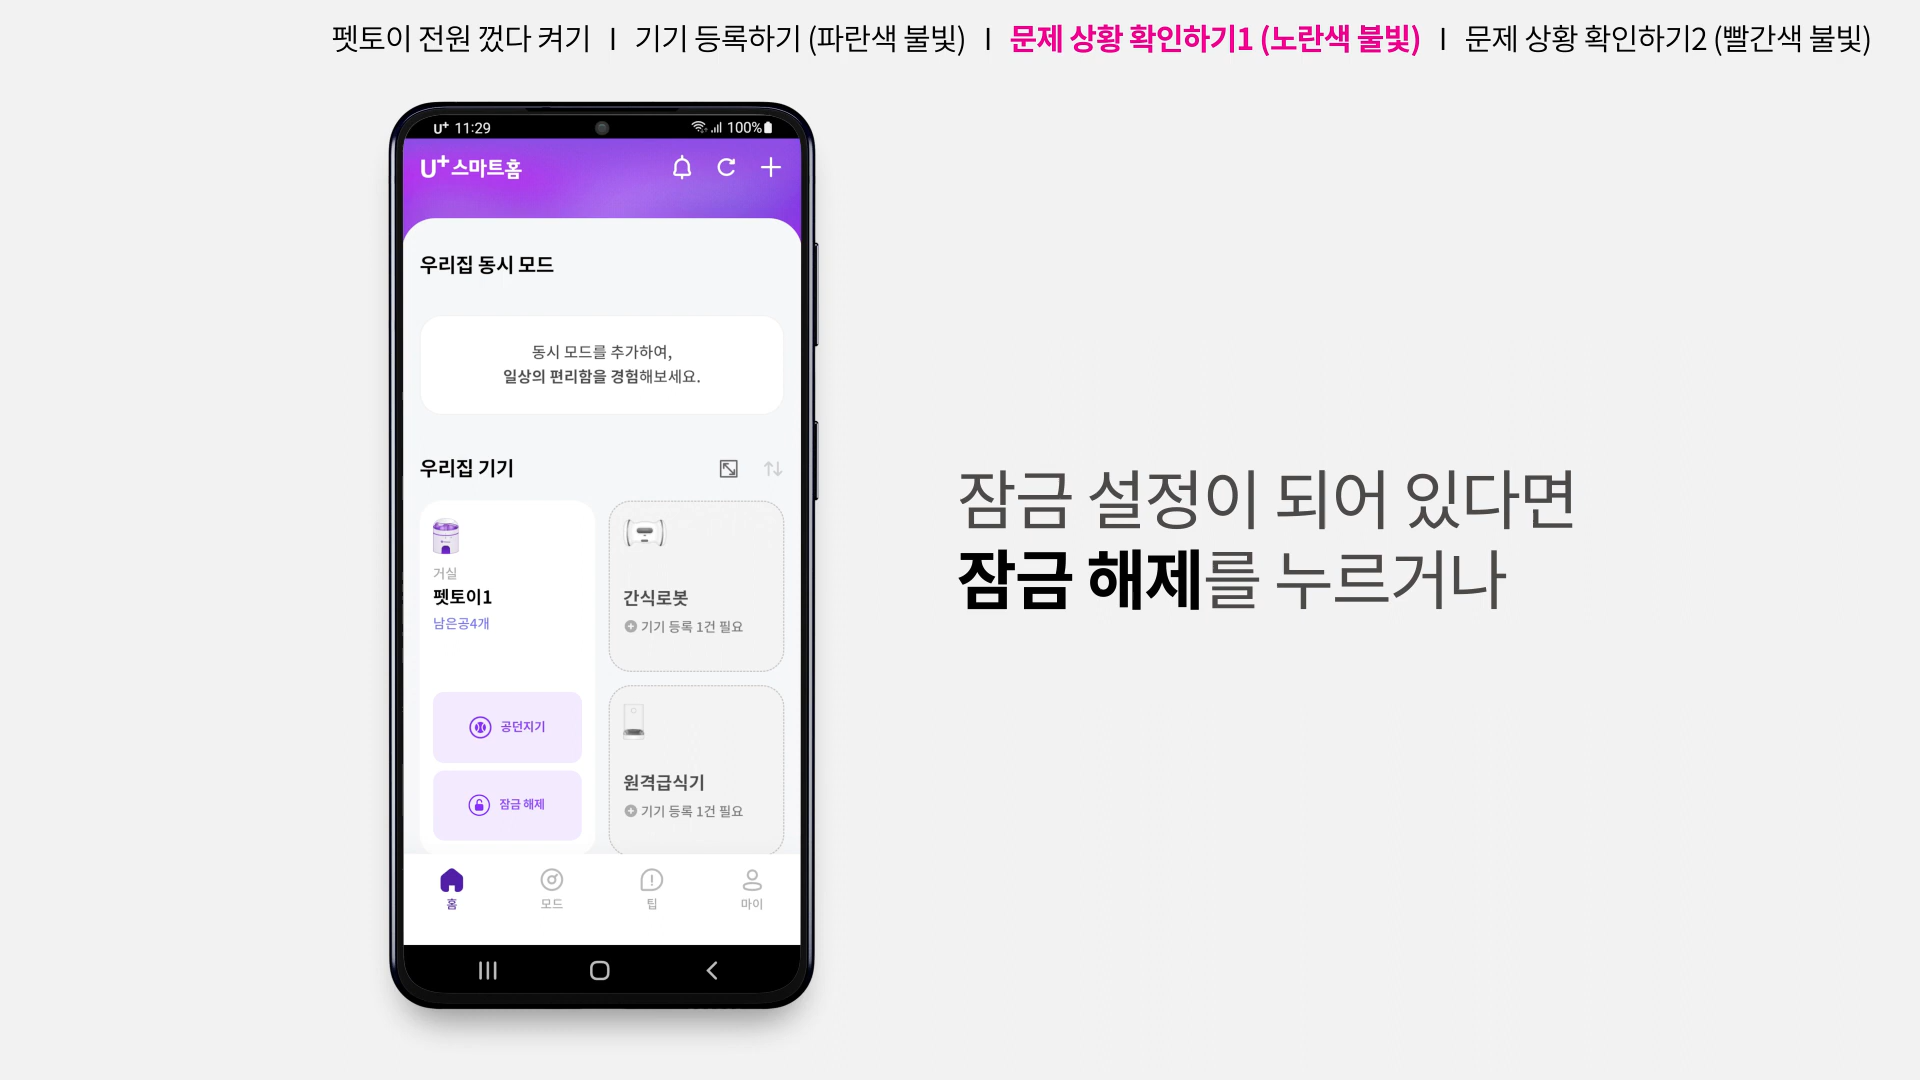 펫토이 전원 껐다 켜기 ㅣ 기기 등록하기 (파란색 불빛) ㅣ 문제 상황 확인하기1 (노란색 불빛) ㅣ 문제 상황 확인하기2 (빨간색 불빛)
U+ 11:29 100%
U+스마트홈
우리집 동시 모드
동시 모드를 추가하여,
일상의 편리함을 경험해보세요.
우리집 기기
거실
펫토이1
남은공4개
공던지기
잠금 해제
간식로봇
기기 등록 1건 필요
원격급식기
기기 등록 1건 필요
홈 모드 팁 마이
잠금 설정이 되어 있다면
잠금 해제를 누르거나